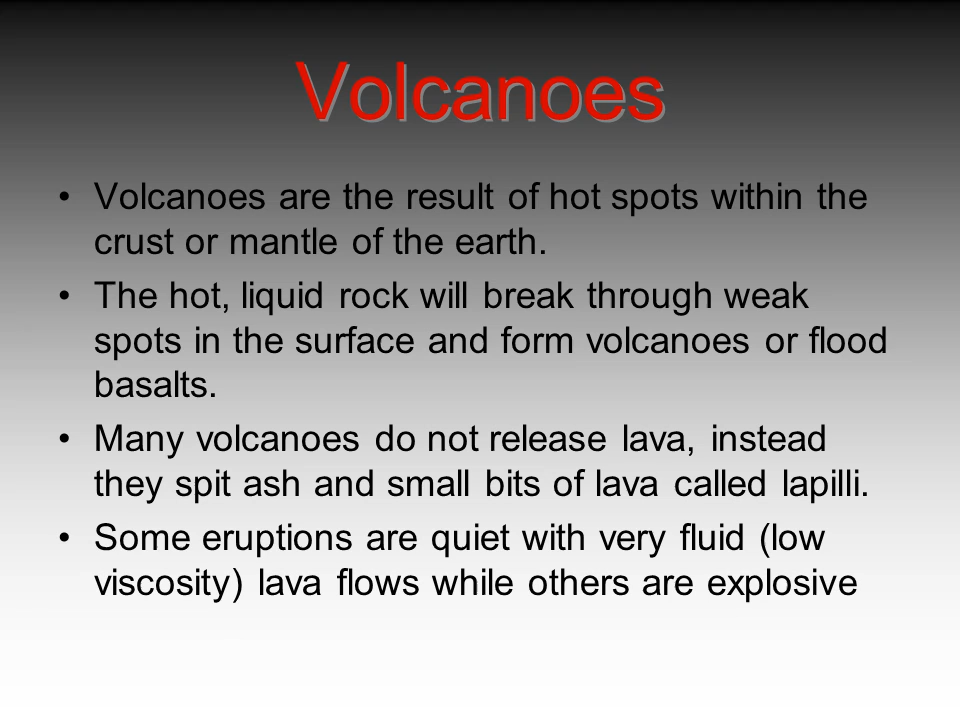 Volcanoes
• Volcanoes are the result of hot spots within the
crust or mantle of the earth.
• The hot, liquid rock will break through weak
spots in the surface and form volcanoes or flood
basalts.
• Many volcanoes do not release lava, instead
they spit ash and small bits of lava called lapilli.
• Some eruptions are quiet with very fluid (low
viscosity) lava flows while others are explosive